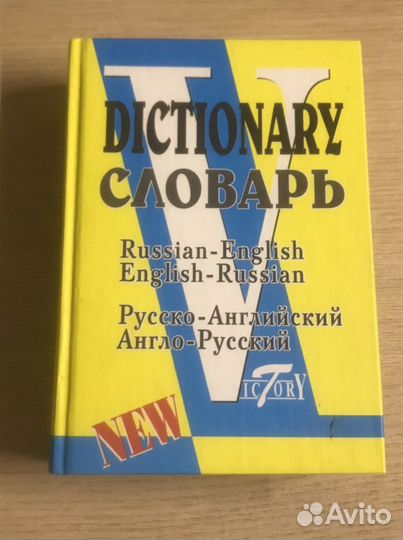 DICTIONARY
СЛОВАРЬ
Russian-English
English-Russian
Русско-Английский
Англо-Русский
VICTORY
NEW
Avito